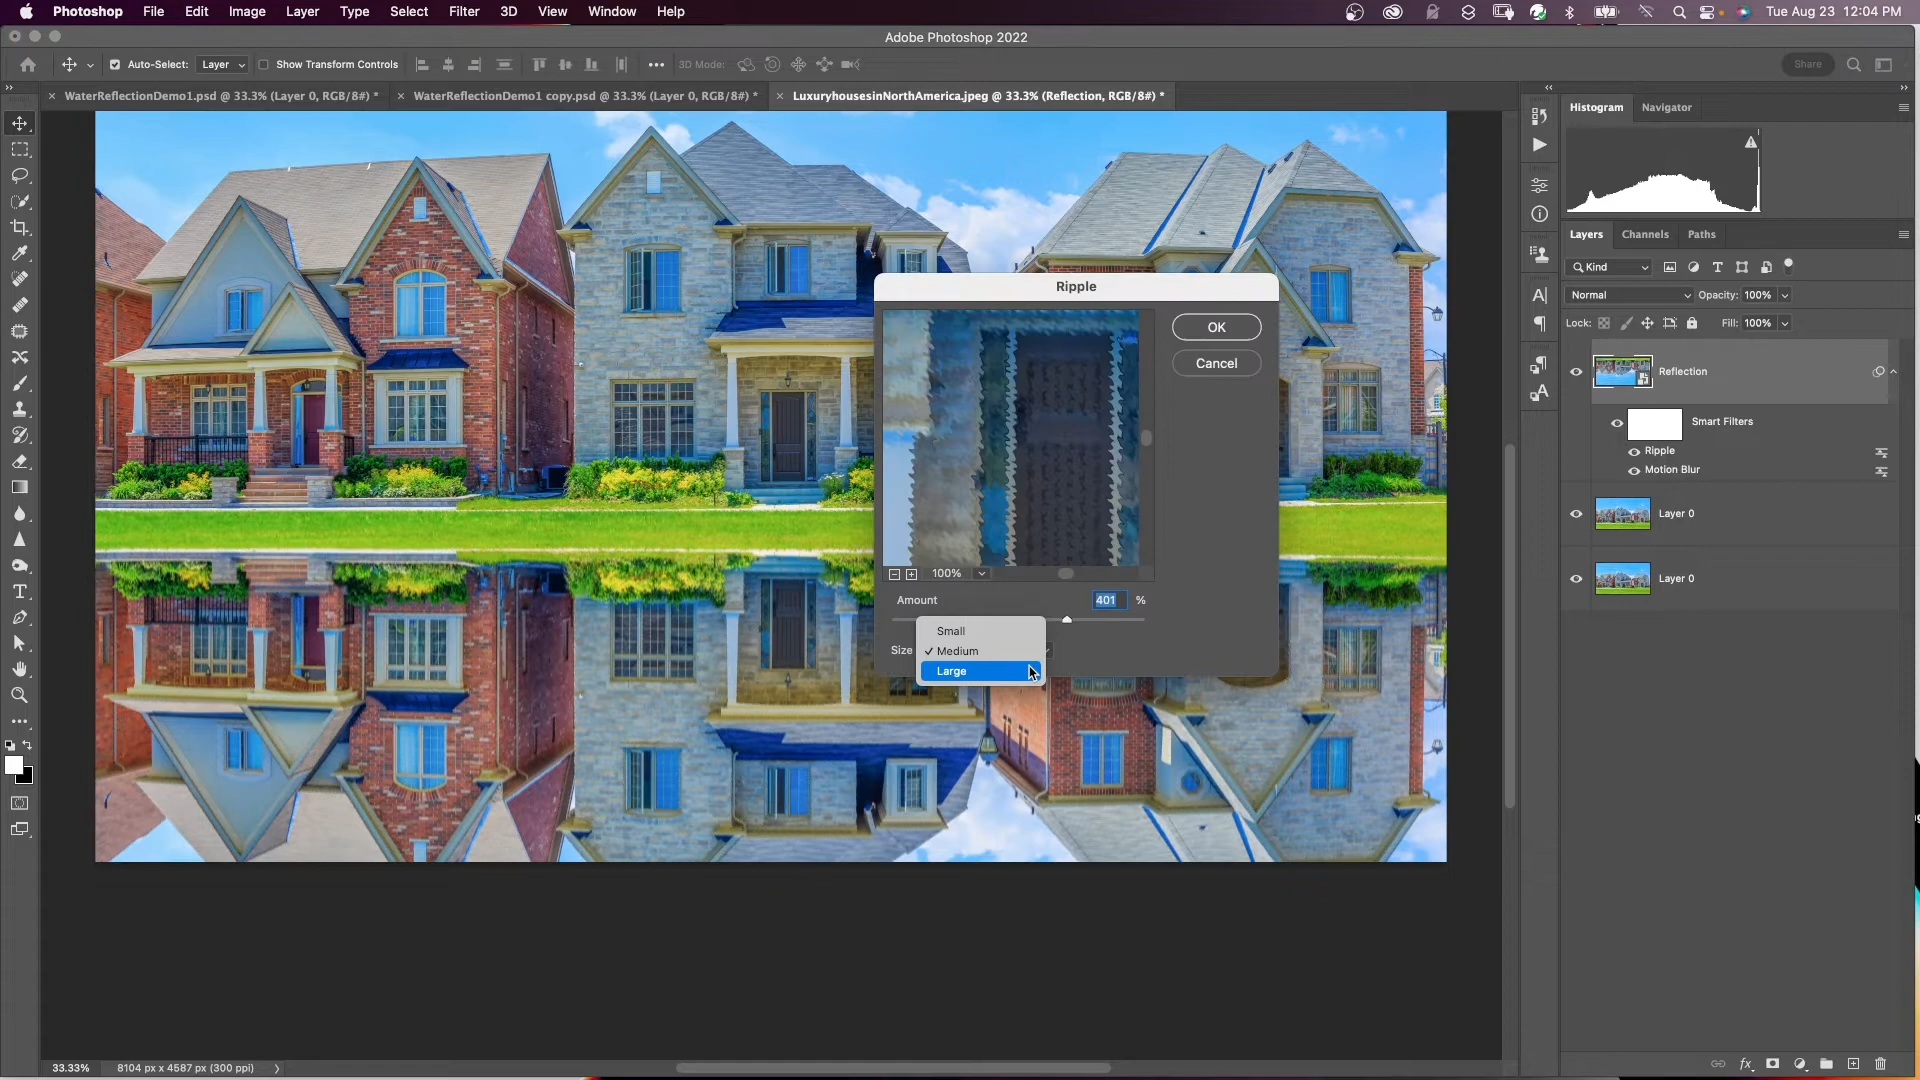 Photoshop File Edit Image Layer Type Select Filter 3D View Window Help Tue Aug 23 12:04 PM
Adobe Photoshop 2022
Auto-Select: Layer Show Transform Controls 3D Mode: Share
WaterReflectionDemo1.psd @ 33.3% (Layer 0, RGB/8#) * WaterReflectionDemo1 copy.psd @ 33.3% (Layer 0, RGB/8#) * LuxuryhousesinNorthAmerica.jpeg @ 33.3% (Reflection, RGB/8#) *
Histogram Navigator
Layers Channels Paths
Kind
Normal Opacity: 100%
Lock: Fill: 100%
Reflection
Smart Filters
Ripple
Motion Blur
Layer 0
Layer 0
Ripple
OK
Cancel
100%
Amount 401 %
Size
Small
Medium
Large
33.33% 8104 px x 4587 px (300 ppi)